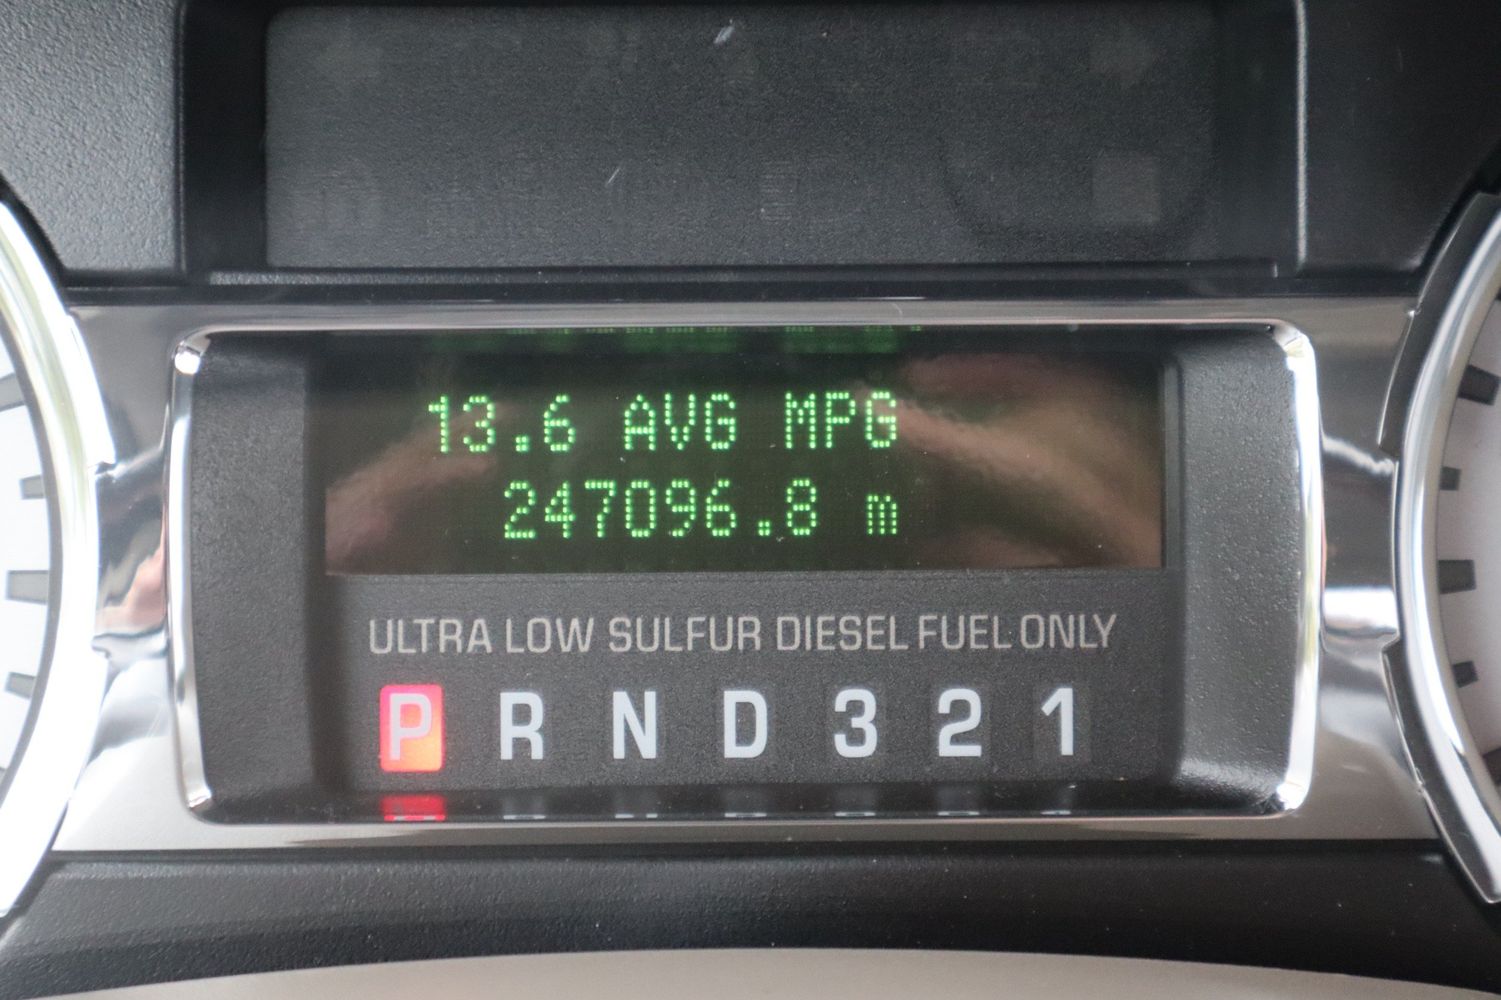 13.6 AVG MPG
247096.8 m
ULTRA LOW SULFUR DIESEL FUEL ONLY
P R N D 3 2 1